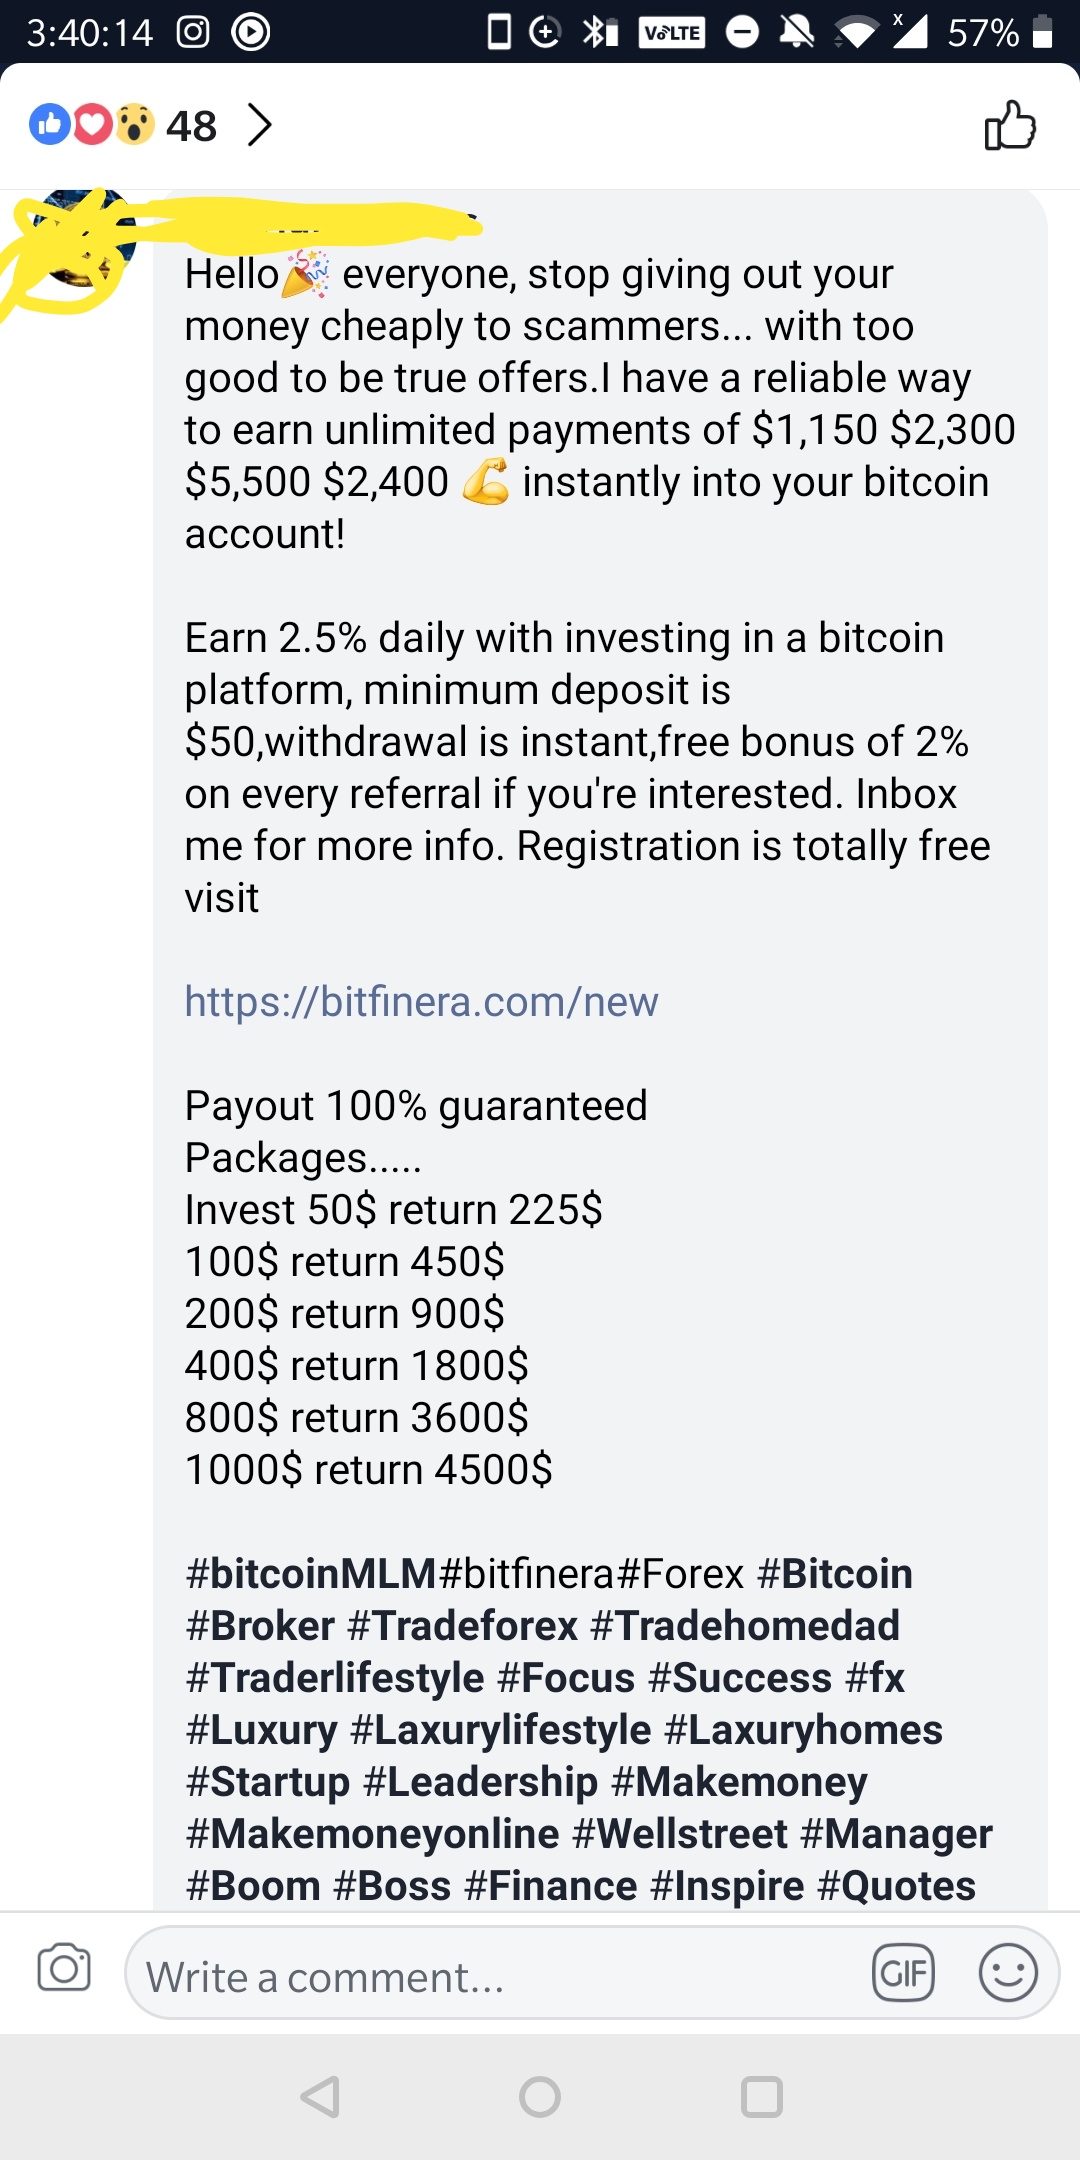 3:40:14 VoLTE x 57%
48
Hello🎉 everyone, stop giving out your
money cheaply to scammers... with too
good to be true offers.I have a reliable way
to earn unlimited payments of $1,150 $2,300
$5,500 $2,400 💪 instantly into your bitcoin
account!
Earn 2.5% daily with investing in a bitcoin
platform, minimum deposit is
$50,withdrawal is instant,free bonus of 2%
on every referral if you're interested. Inbox
me for more info. Registration is totally free
visit
https://bitfinera.com/new
Payout 100% guaranteed
Packages.....
Invest 50$ return 225$
100$ return 450$
200$ return 900$
400$ return 1800$
800$ return 3600$
1000$ return 4500$
#bitcoinMLM#bitfinera#Forex #Bitcoin
#Broker #Tradeforex #Tradehomedad
#Traderlifestyle #Focus #Success #fx
#Luxury #Laxurylifestyle #Laxuryhomes
#Startup #Leadership #Makemoney
#Makemoneyonline #Wellstreet #Manager
#Boom #Boss #Finance #Inspire #Quotes
Write a comment...
GIF